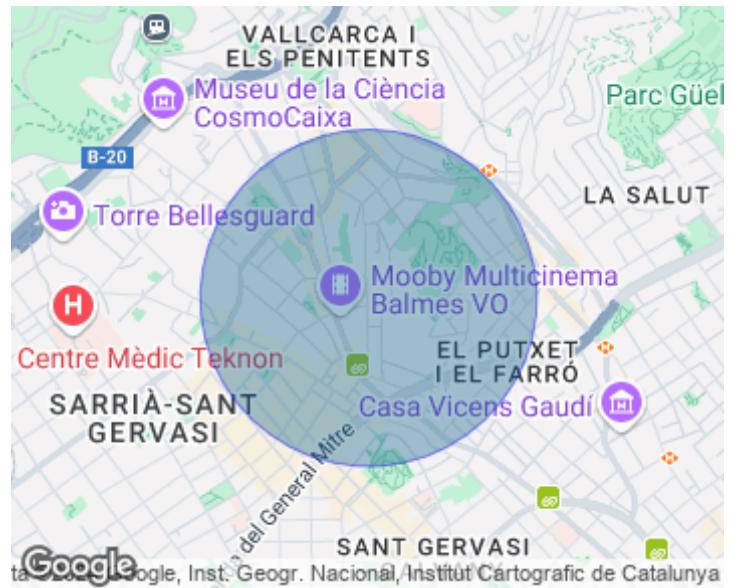 VALLCARCA I
ELS PENITENTS
Museu de la Ciència
CosmoCaixa
Parc Güel
B-20
LA SALUT
Torre Bellesguard
Mooby Multicinema
Balmes VO
H
Centre Mèdic Teknon
EL PUTXET
I EL FARRÓ
SARRIÀ-SANT
GERVASI
Casa Vicens Gaudí
del General Mitre
SANT GERVASI
Google
Google, Inst. Geogr. Nacional, Institut Cartogràfic de Catalunya